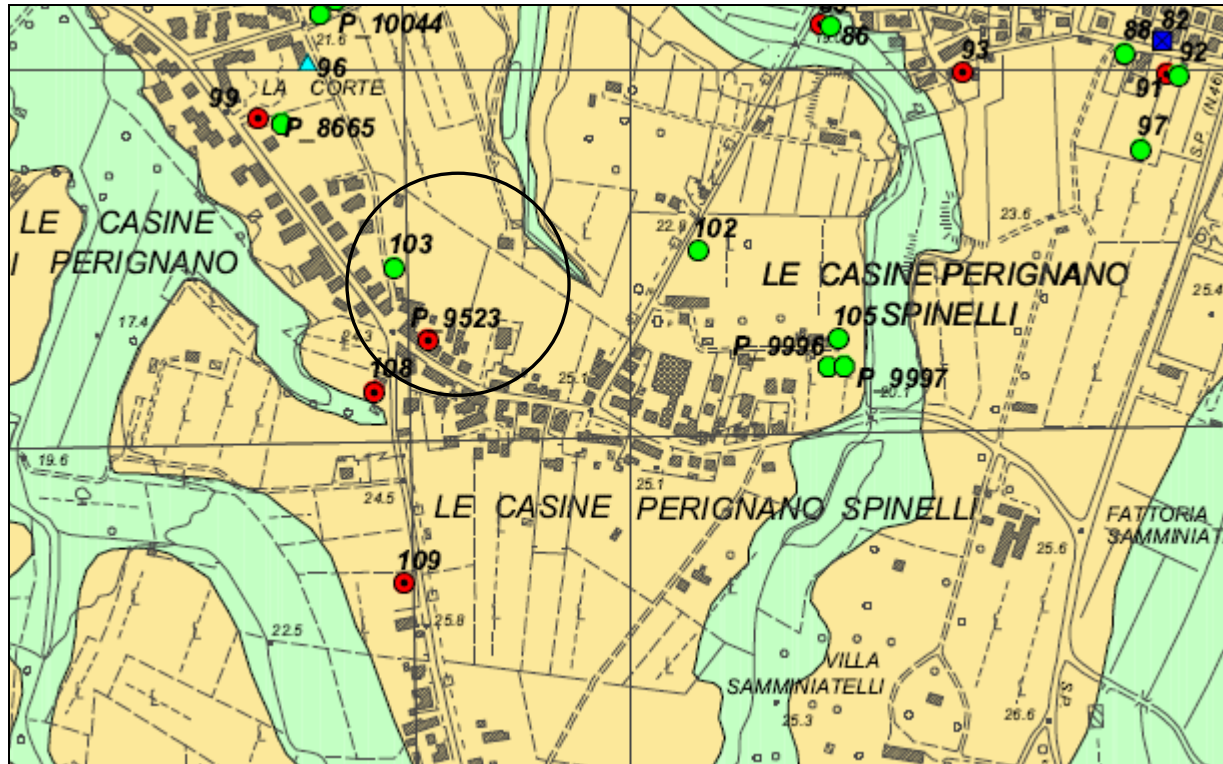 P_10044
21.6
86
88
82
92
93
91
96
99
LA CORTE
P_8665
97
S.P. (N.46)
LE CASINE
I PERIGNANO
103
102
22.9
23.6
LE CASINE PERIGNANO
SPINELLI
25.4
17.4
P_9523
105
P_9996
P_9997
108
25.1
20.1
19.6
24.5
25.1
LE CASINE PERIGNANO SPINELLI
FATTORIA
SAMMINIAT
25.6
109
25.8
22.5
VILLA
SAMMINIATELLI
S.P.
25.3
26.6